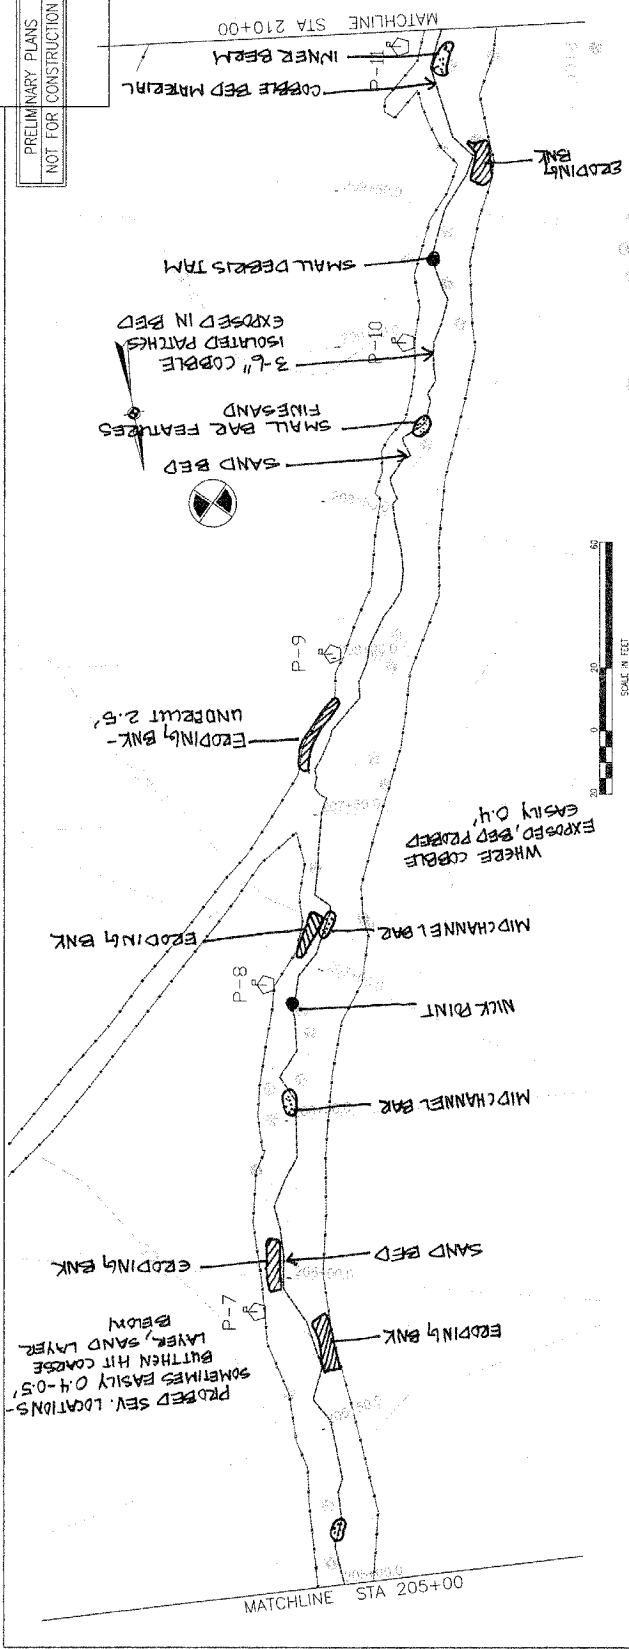 PRELIMINARY PLANS
NOT FOR CONSTRUCTION
MATCHLINE STA 210+00
INNER BERM
P-11
COBBLE BED MATERIAL
ERODING
BNK
SMALL DEBRIS JAM
P-10
3-6" COBBLE
ISOLATED PATCHES
EXPOSED IN BED
SMALL BAR FEATURES
FINE SAND
SAND BED
P-9
ERODING BNK-
UNDERCUT 2.5'
60
20
0
20
SCALE IN FEET
WHERE COBBLE
EXPOSED, BED PROBED
EASILY 0.4'
MIDCHANNEL BAR
ERODING BNK
P-8
NICK POINT
MIDCHANNEL BAR
SAND BED
ERODING BNK
P-7
ERODING BNK
PROBED SEV. LOCATIONS-
SOMETIMES EASILY 0.4-0.5'
BUT THEN HIT COARSE
LAYER, SAND LAYER
BELOW
MATCHLINE STA 205+00